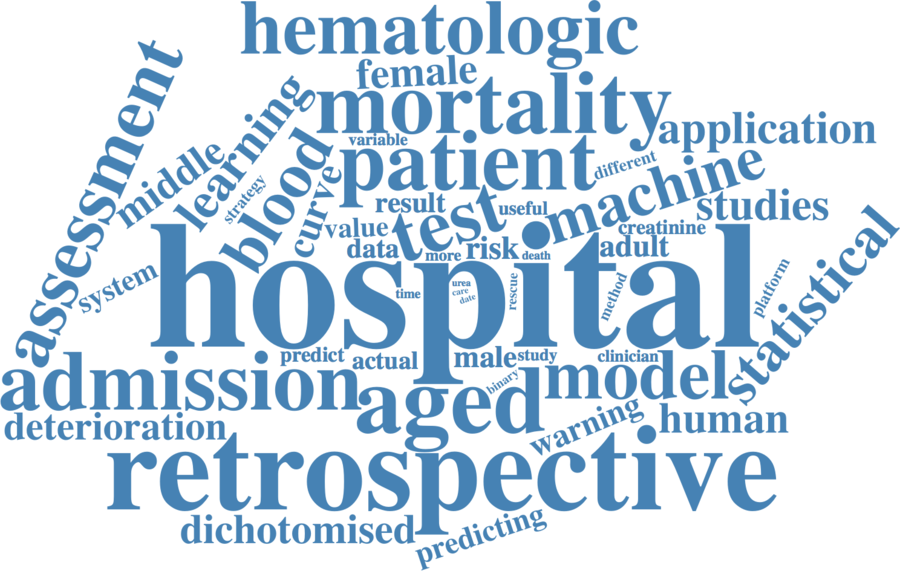 hematologic
female
mortality
assessment
learning
variable
application
middle
blood
patient
different
machine
strategy
curve
result
test
useful
studies
value
creatinine
data
more
risk
death
adult
system
hospital
time
urea
care
date
rescue
method
platform
statistical
predict
actual
male
study
clinician
admission
aged
binary
model
deterioration
warning
human
retrospective
dichotomised
predicting